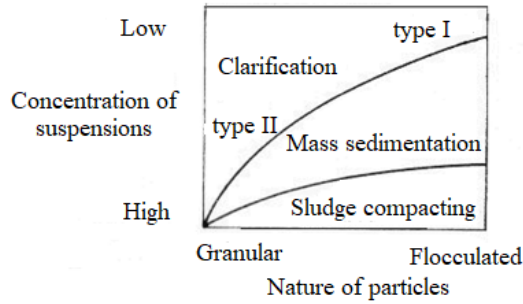 Low
type I
Clarification
Concentration of
suspensions
type II
Mass sedimentation
High
Sludge compacting
Granular
Flocculated
Nature of particles